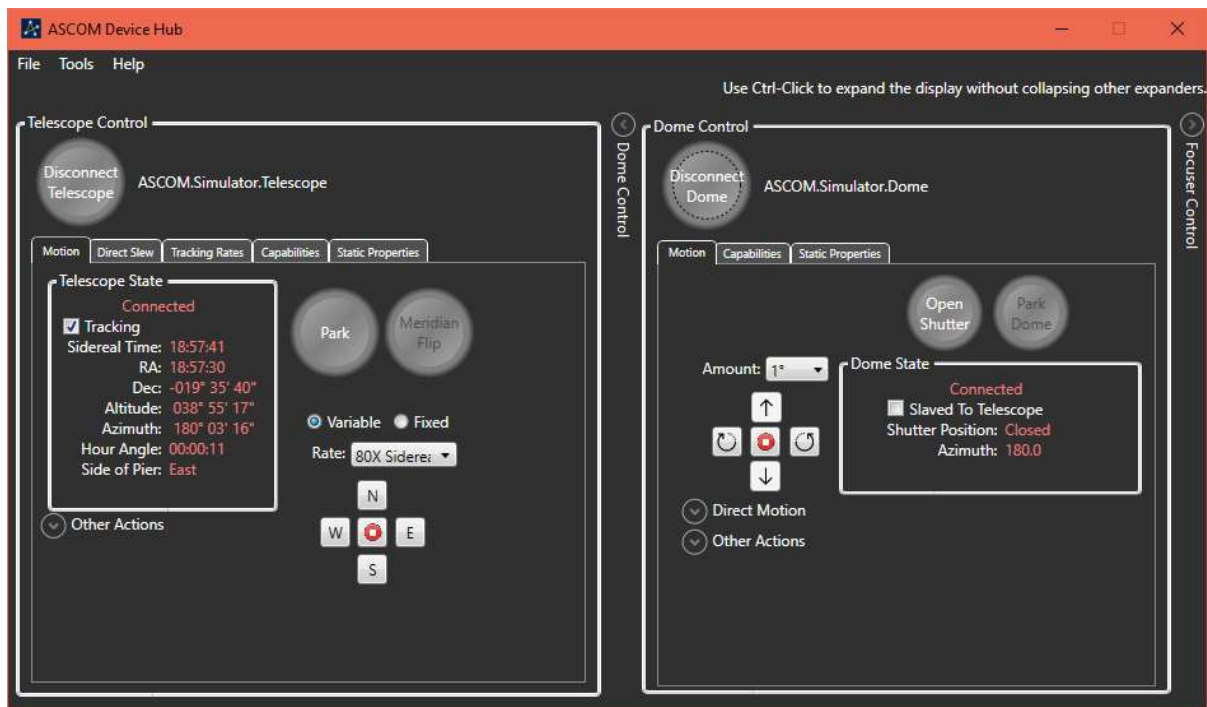 ASCOM Device Hub
File Tools Help
Use Ctrl-Click to expand the display without collapsing other expanders.
Telescope Control
Disconnect
Telescope
ASCOM.Simulator.Telescope
Motion Direct Slew Tracking Rates Capabilities Static Properties
Telescope State
Connected
Tracking
Sidereal Time: 18:57:41
RA: 18:57:30
Dec: -019° 35' 40"
Altitude: 038° 55' 17"
Azimuth: 180° 03' 16"
Hour Angle: 00:00:11
Side of Pier: East
Park
Meridian
Flip
Variable Fixed
Rate: 80X Siderea
N
W E
S
Other Actions
Dome Control
Dome Control
Disconnect
Dome
ASCOM.Simulator.Dome
Motion Capabilities Static Properties
Open
Shutter
Park
Dome
Amount: 1°
Dome State
Connected
Slaved To Telescope
Shutter Position: Closed
Azimuth: 180.0
Direct Motion
Other Actions
Focuser Control